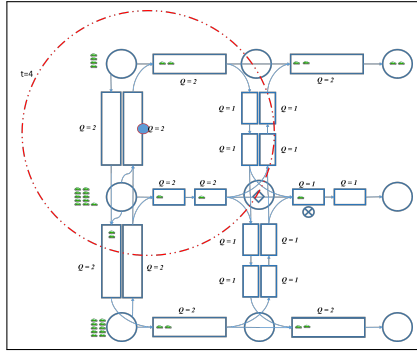 t=4
Q = 2
Q = 2
Q = 1
Q = 1
Q = 2
Q = 2
Q = 1
Q = 1
Q = 2
Q = 2
Q = 1
Q = 1
Q = 1
Q = 1
Q = 2
Q = 2
Q = 1
Q = 1
Q = 2
Q = 2